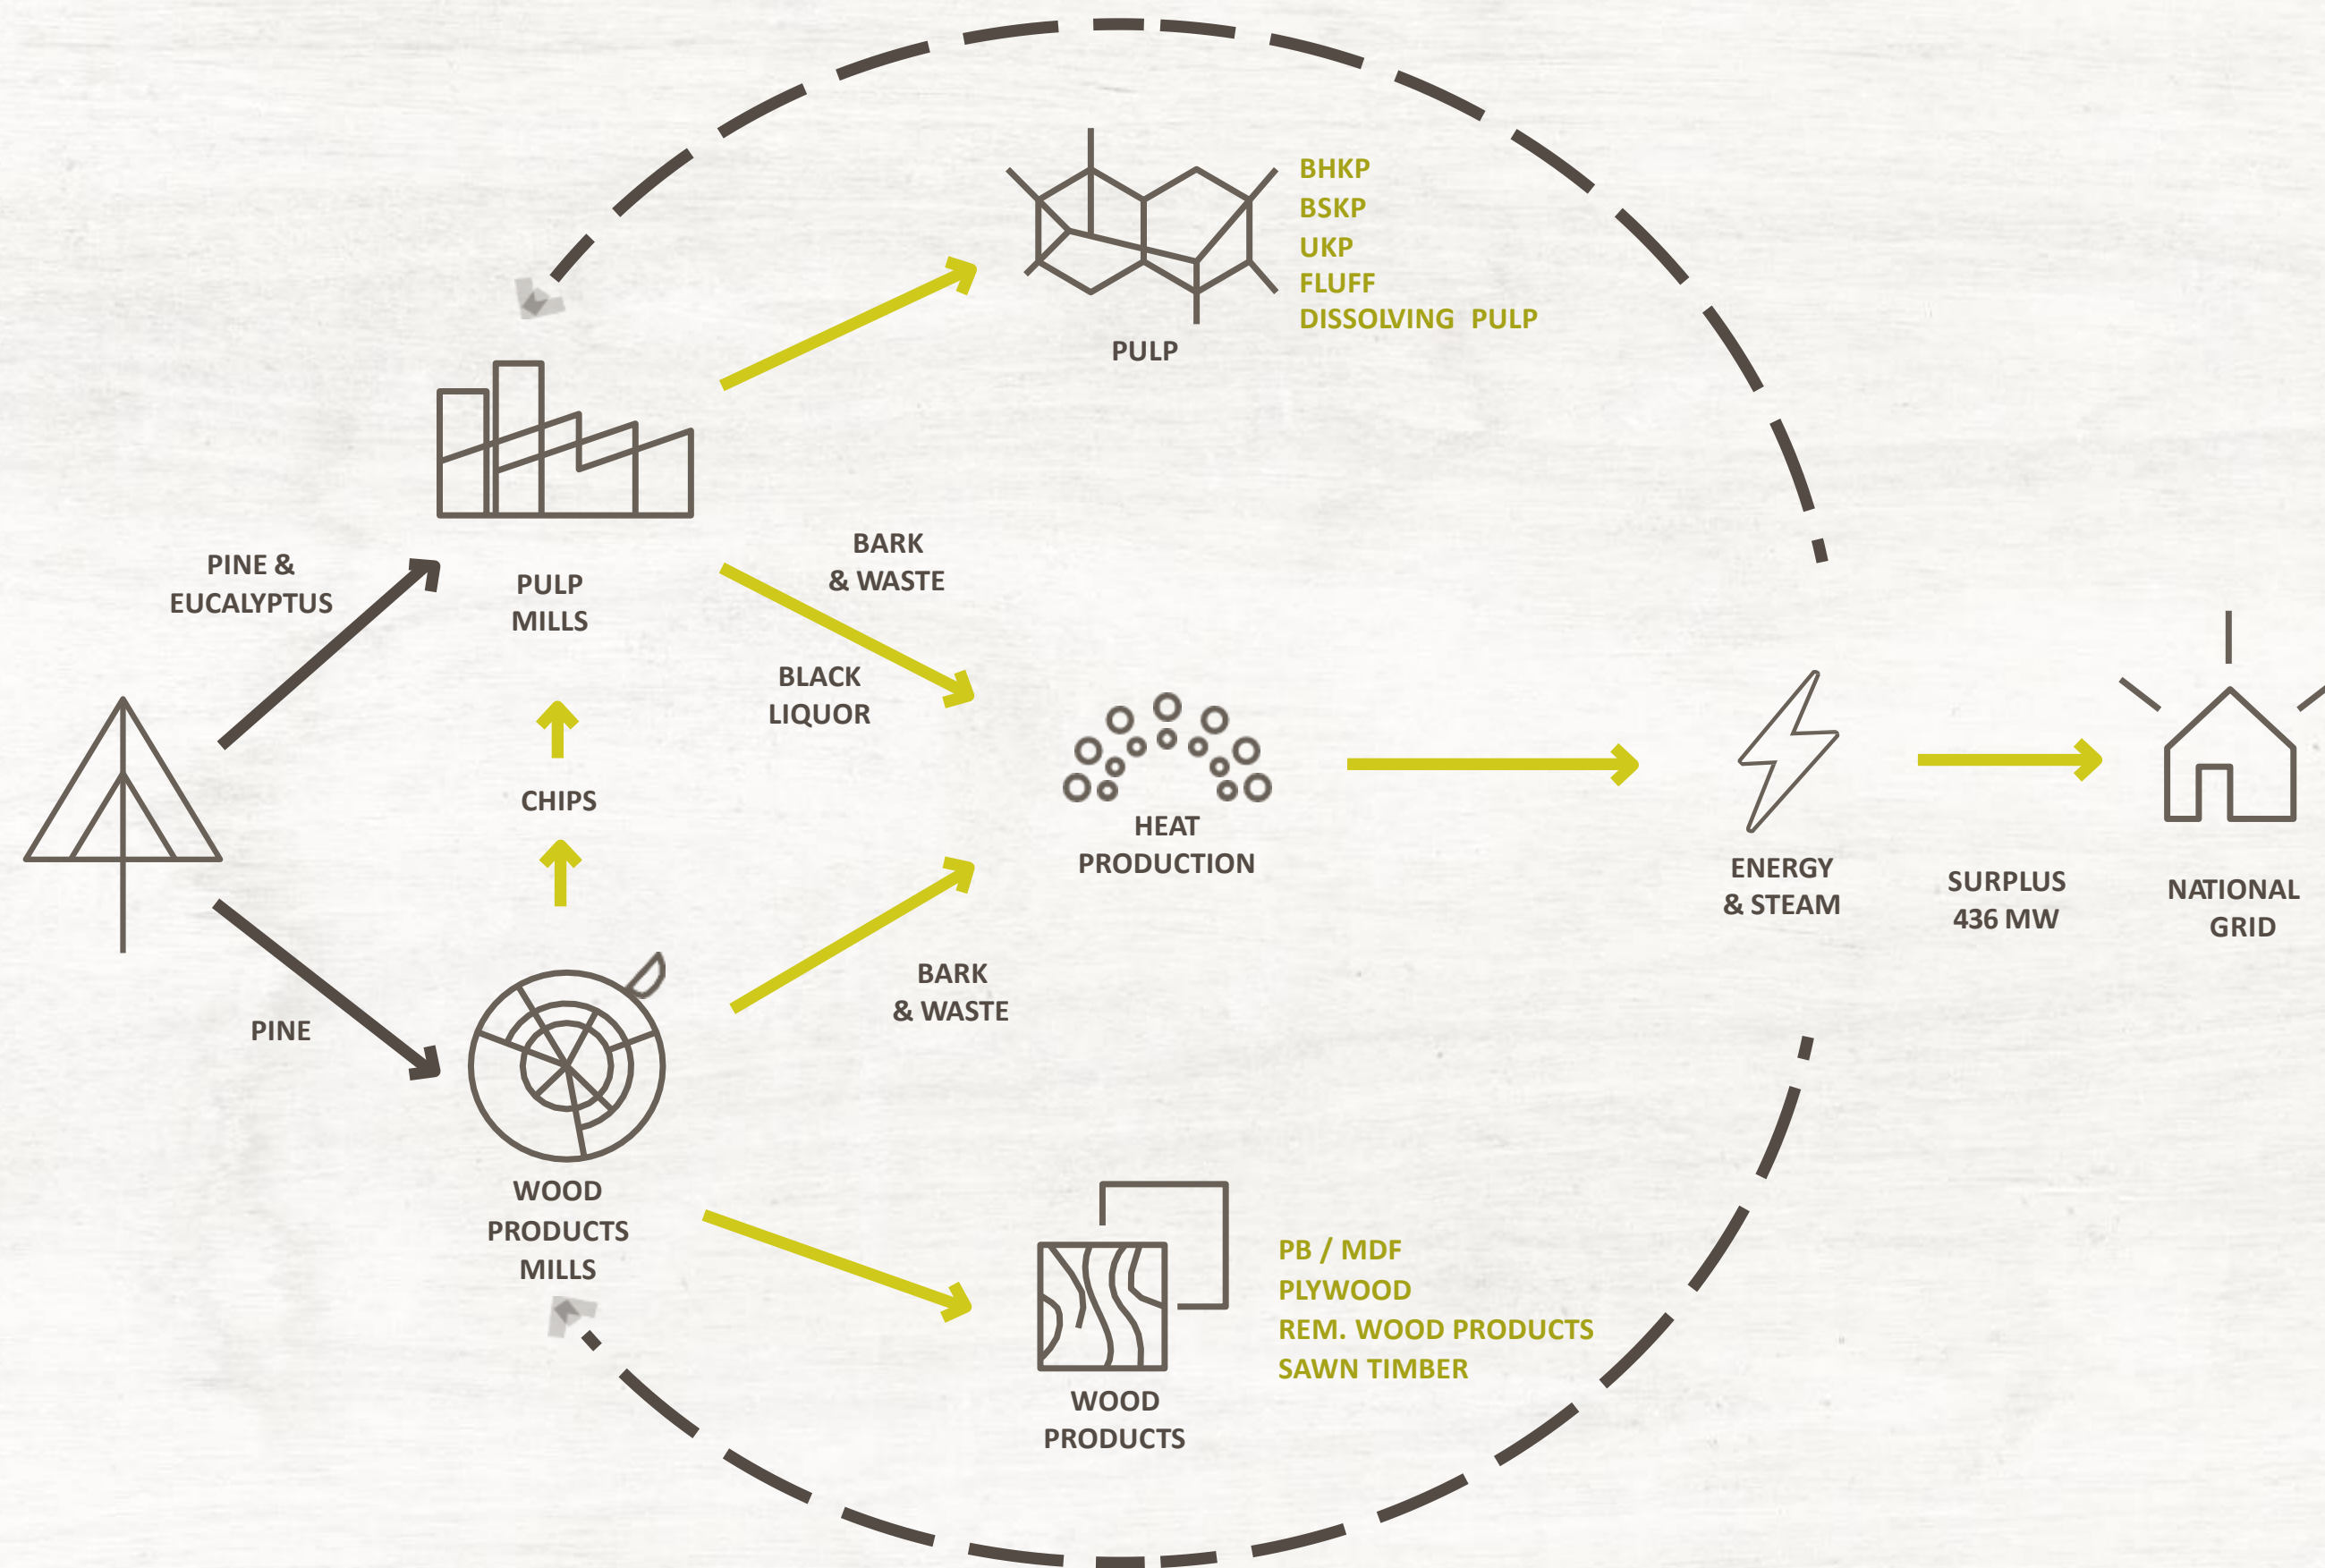 BHKP
BSKP
UKP
FLUFF
DISSOLVING PULP
PULP
PINE &
EUCALYPTUS
PULP
MILLS
BARK
& WASTE
BLACK
LIQUOR
CHIPS
HEAT
PRODUCTION
ENERGY
& STEAM
SURPLUS
436 MW
NATIONAL
GRID
BARK
& WASTE
PINE
WOOD
PRODUCTS
MILLS
PB / MDF
PLYWOOD
REM. WOOD PRODUCTS
SAWN TIMBER
WOOD
PRODUCTS